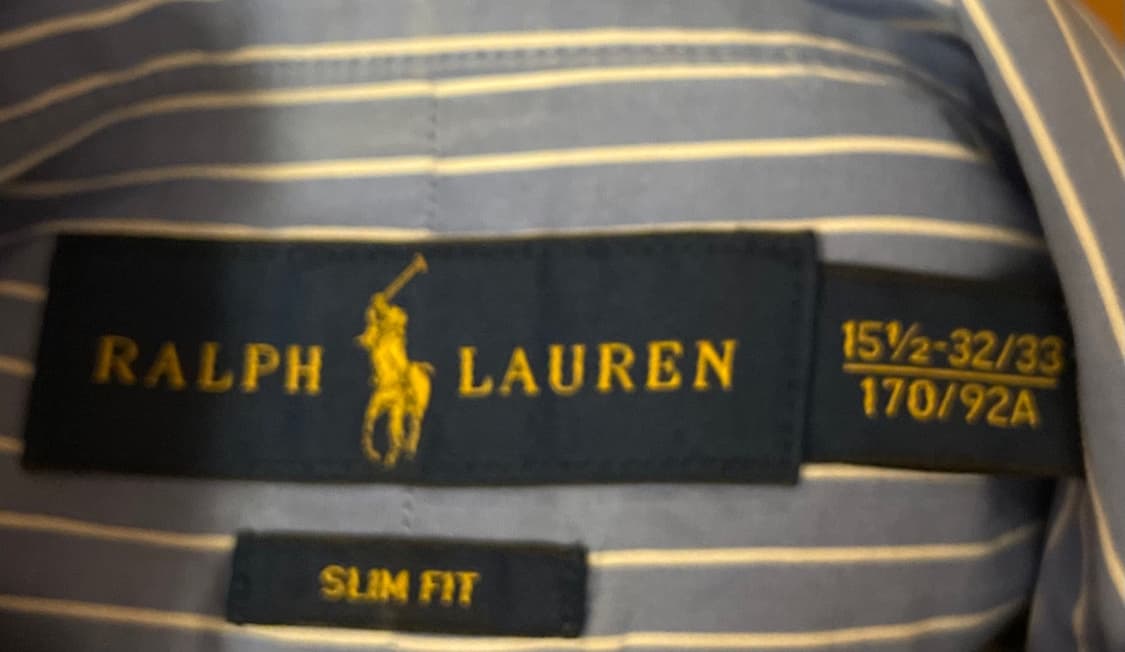 RALPH LAUREN
15½-32/33
170/92A
SLIM FIT